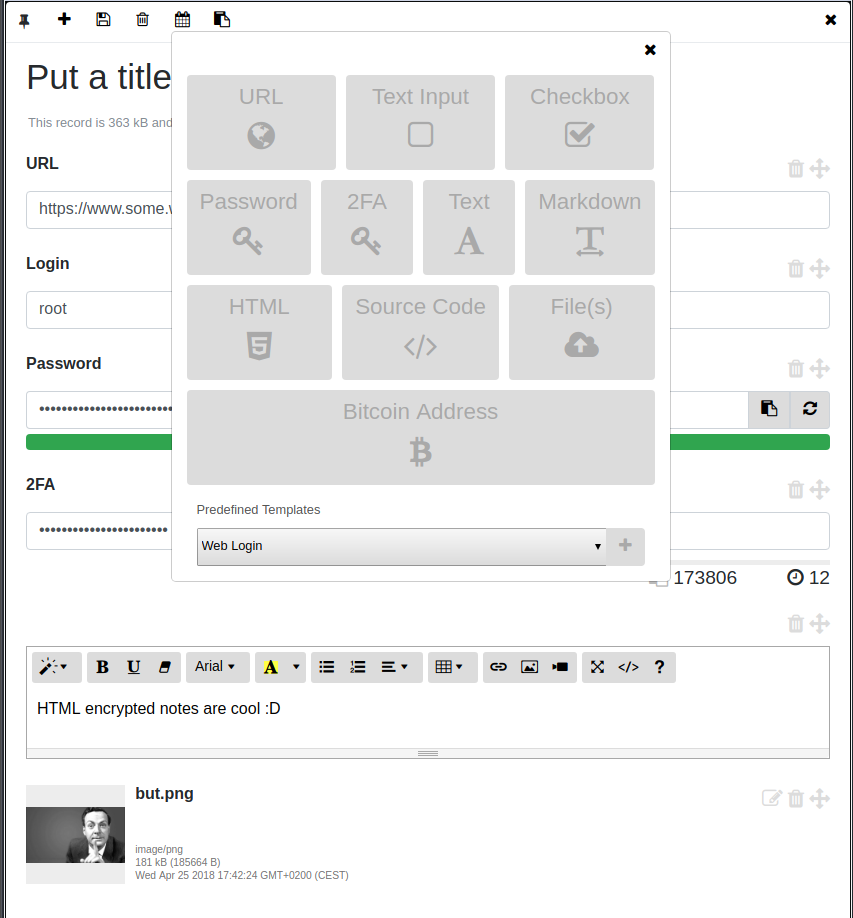 Put a title
This record is 363 kB and
URL
https://www.some.
Login
root
Password
••••••••••••••••••••••••
2FA
•••••••••••••••••••••••
URL Text Input Checkbox
Password 2FA Text Markdown
HTML Source Code File(s)
Bitcoin Address
Predefined Templates
Web Login
173806 12
Arial
HTML encrypted notes are cool :D
but.png
image/png
181 kB (185664 B)
Wed Apr 25 2018 17:42:24 GMT+0200 (CEST)